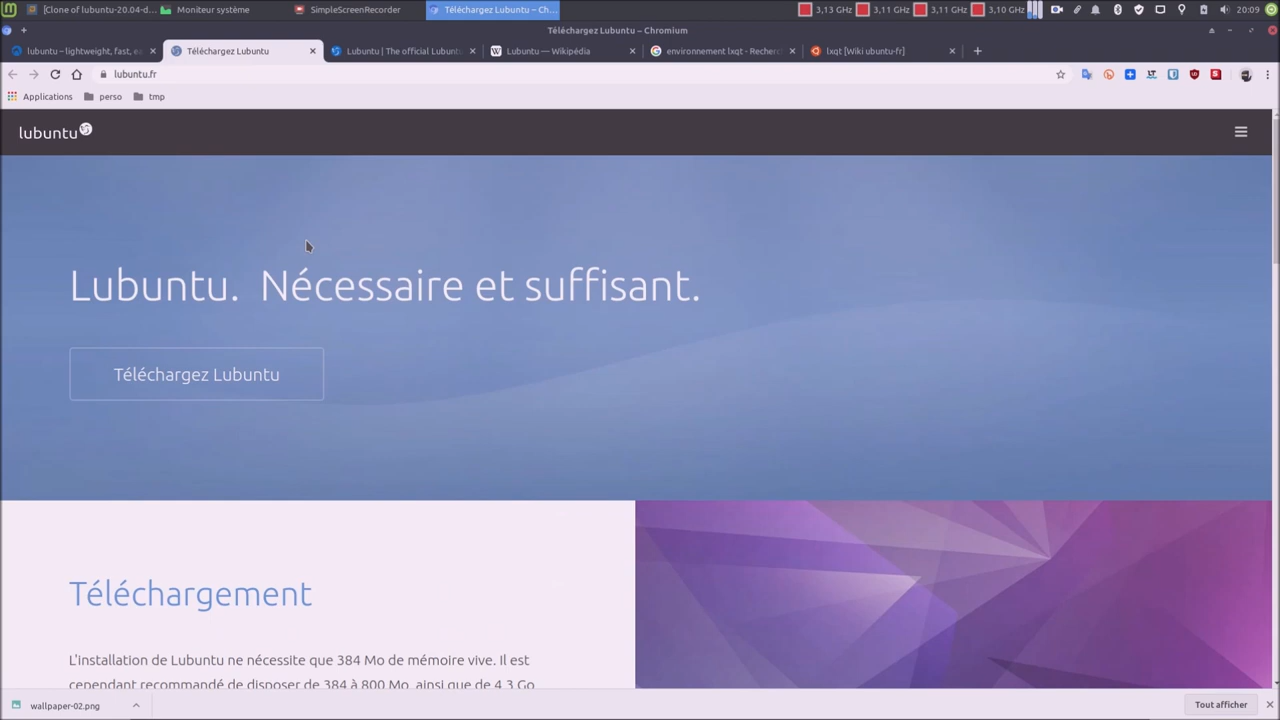 [Clone of lubuntu-20.04-d... Moniteur système SimpleScreenRecorder Téléchargez Lubuntu – Ch... 3,13 GHz 3,11 GHz 3,11 GHz 3,10 GHz 20:09
Téléchargez Lubuntu – Chromium
lubuntu – lightweight, fast, ea Téléchargez Lubuntu Lubuntu | The official Lubuntu Lubuntu — Wikipédia environnement lxqt - Recherc lxqt [Wiki ubuntu-fr]
lubuntu.fr
Applications perso tmp
lubuntu
Lubuntu. Nécessaire et suffisant.
Téléchargez Lubuntu
Téléchargement
L'installation de Lubuntu ne nécessite que 384 Mo de mémoire vive. Il est
cependant recommandé de disposer de 384 à 800 Mo, ainsi que de 4,3 Go
wallpaper-02.png Tout afficher